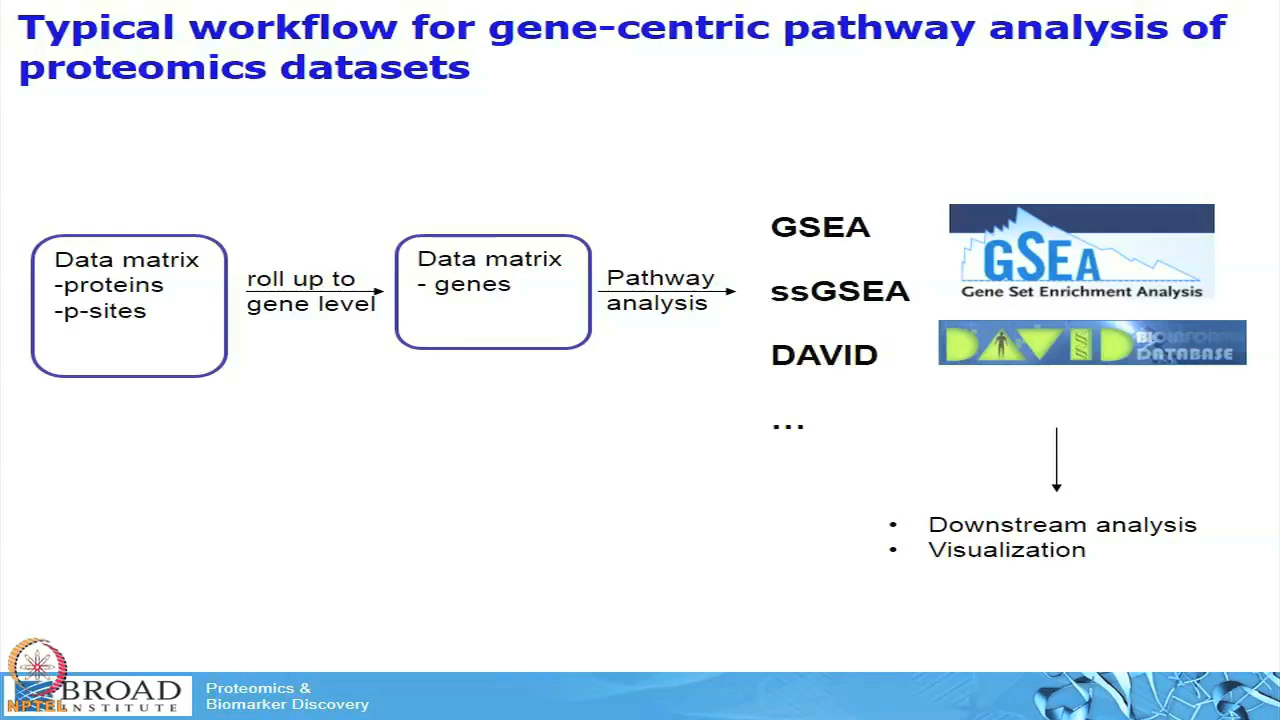 Typical workflow for gene-centric pathway analysis of
proteomics datasets
Data matrix
-proteins
-p-sites
roll up to
gene level
Data matrix
- genes
Pathway
analysis
GSEA
ssGSEA
DAVID
...
GSEA
Gene Set Enrichment Analysis
DAVID BIOINFORMATICS
DATABASE
• Downstream analysis
• Visualization
BROAD
INSTITUTE
NPTEL
Proteomics &
Biomarker Discovery